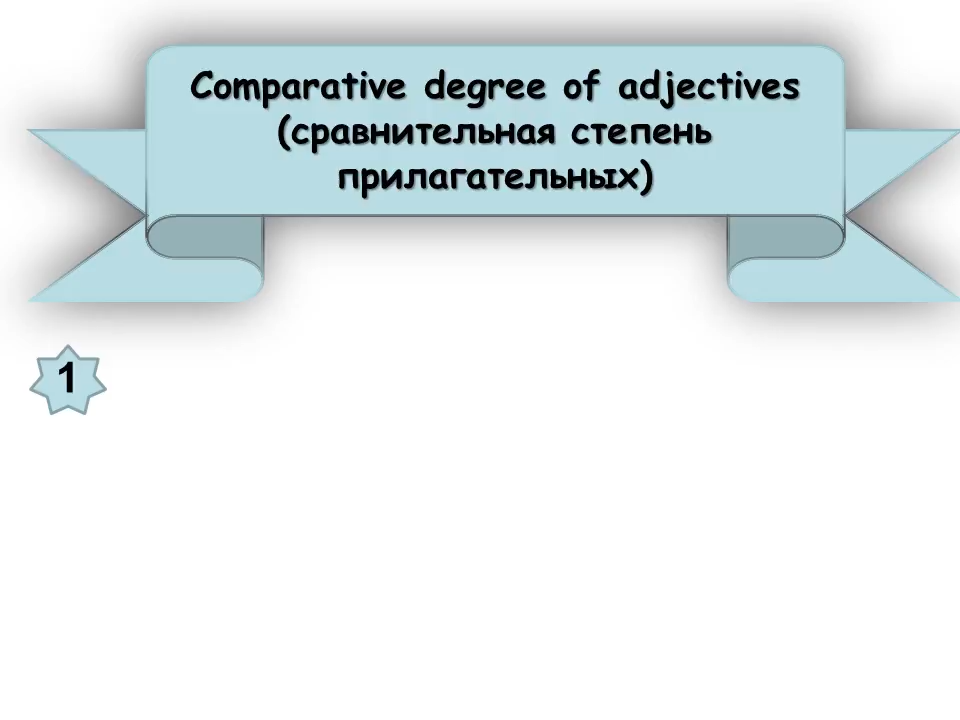 Comparative degree of adjectives
(сравнительная степень
прилагательных)
1